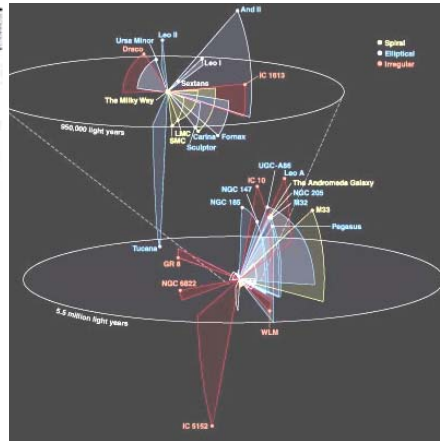 And II
Leo II
Ursa Minor
Draco
Leo I
Spiral
Elliptical
Irregular
Sextans
IC 1613
The Milky Way
950,000 light years
LMC
SMC
Carina
Fornax
Sculptor
UGC-A86
Leo A
IC 10
The Andromeda Galaxy
NGC 147
NGC 205
NGC 185
M32
M33
Pegasus
Tucana
GR 8
NGC 6822
5.5 million light years
WLM
IC 5152